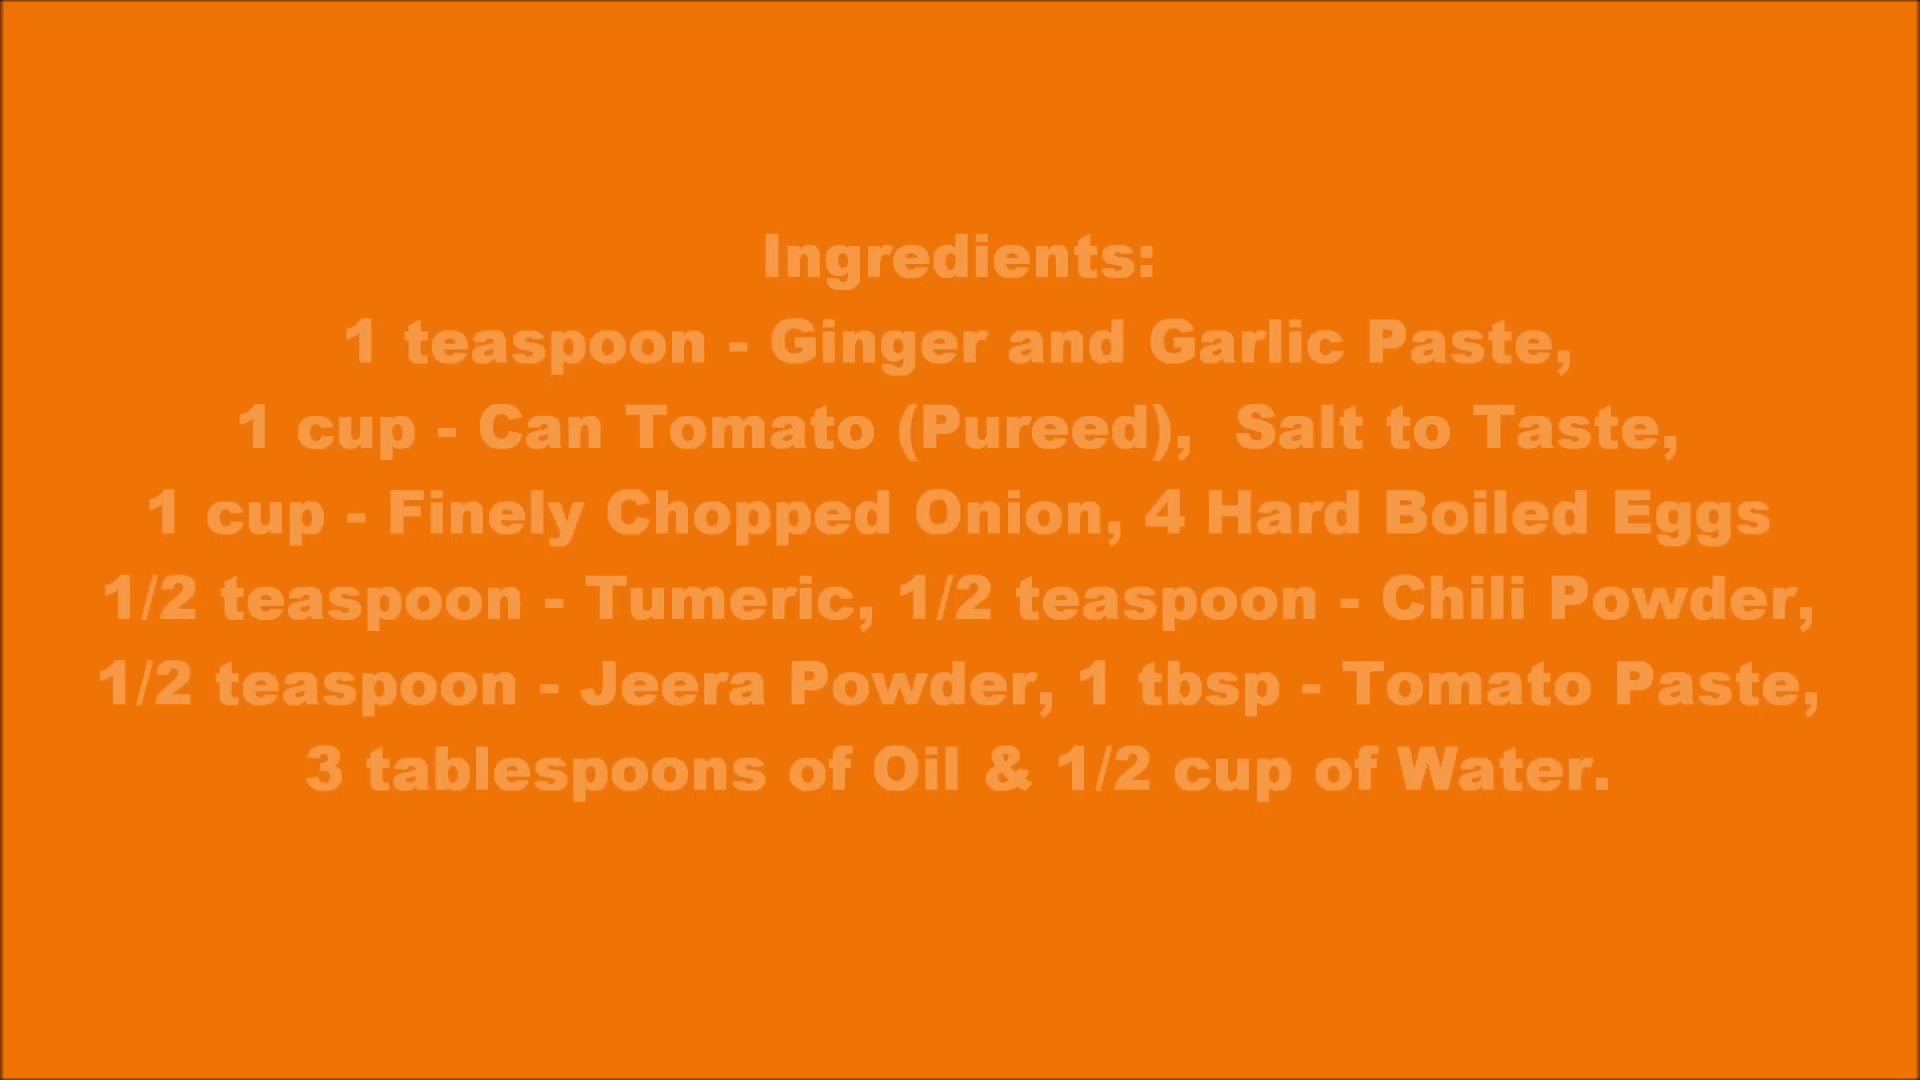 Ingredients:
1 teaspoon - Ginger and Garlic Paste,
1 cup - Can Tomato (Pureed),  Salt to Taste,
1 cup - Finely Chopped Onion, 4 Hard Boiled Eggs
1/2 teaspoon - Tumeric, 1/2 teaspoon - Chili Powder,
1/2 teaspoon - Jeera Powder, 1 tbsp - Tomato Paste,
3 tablespoons of Oil & 1/2 cup of Water.